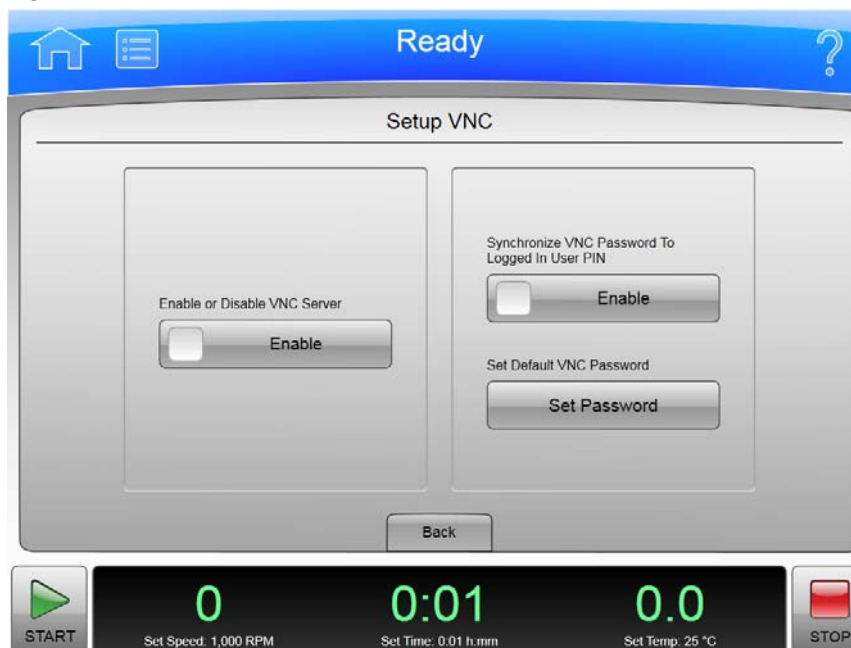 Ready
Setup VNC
Enable or Disable VNC Server
Enable
Synchronize VNC Password To
Logged In User PIN
Enable
Set Default VNC Password
Set Password
Back
START
0
Set Speed: 1,000 RPM
0:01
Set Time: 0:01 h:mm
0.0
Set Temp: 25 °C
STOP